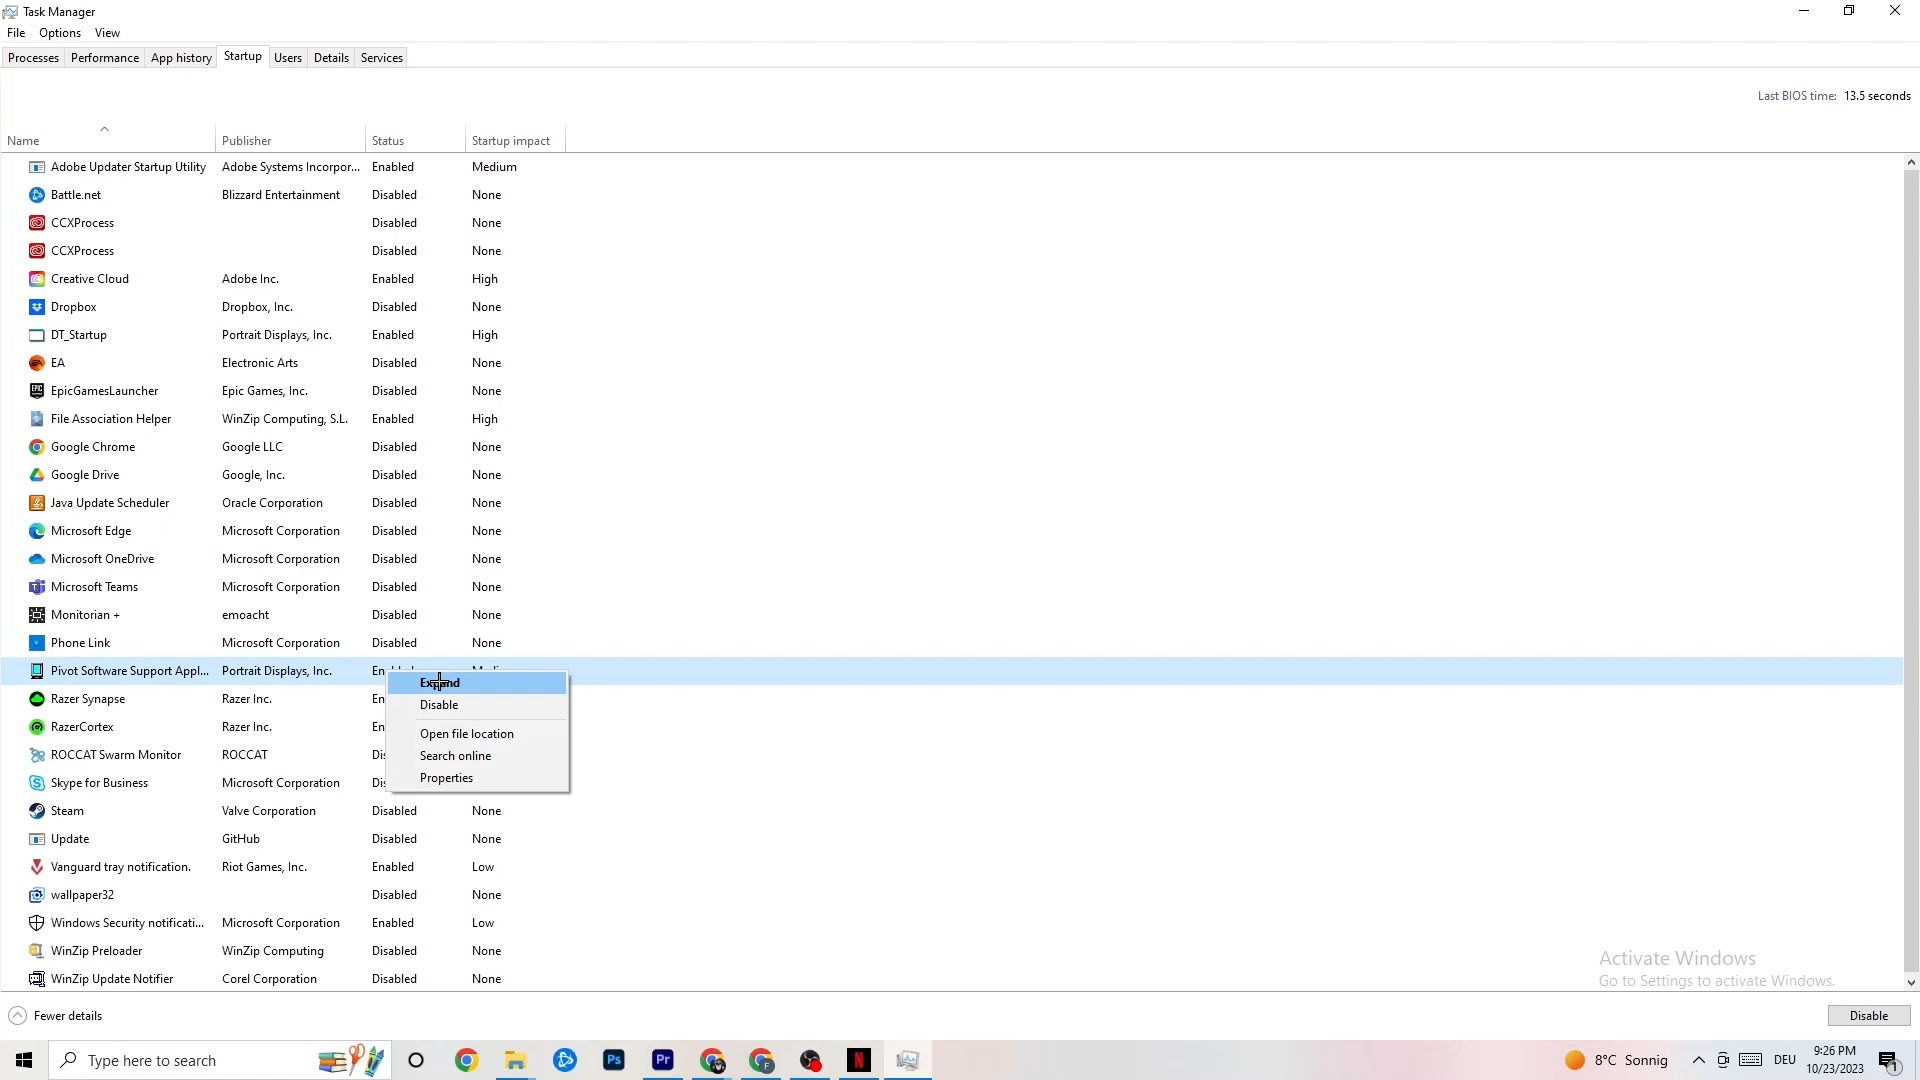 Task Manager
File Options View
Processes Performance App history Startup Users Details Services
Last BIOS time: 13.5 seconds
Name Publisher Status Startup impact
Adobe Updater Startup Utility Adobe Systems Incorpor... Enabled Medium
Battle.net Blizzard Entertainment Disabled None
CCXProcess Disabled None
CCXProcess Disabled None
Creative Cloud Adobe Inc. Enabled High
Dropbox Dropbox, Inc. Disabled None
DT_Startup Portrait Displays, Inc. Enabled High
EA Electronic Arts Disabled None
EpicGamesLauncher Epic Games, Inc. Disabled None
File Association Helper WinZip Computing, S.L. Enabled High
Google Chrome Google LLC Disabled None
Google Drive Google, Inc. Disabled None
Java Update Scheduler Oracle Corporation Disabled None
Microsoft Edge Microsoft Corporation Disabled None
Microsoft OneDrive Microsoft Corporation Disabled None
Microsoft Teams Microsoft Corporation Disabled None
Monitorian + emoacht Disabled None
Phone Link Microsoft Corporation Disabled None
Pivot Software Support Appl... Portrait Displays, Inc.
Expand
Disable
Open file location
Search online
Properties
Razer Synapse Razer Inc.
RazerCortex Razer Inc.
ROCCAT Swarm Monitor ROCCAT
Skype for Business Microsoft Corporation
Steam Valve Corporation Disabled None
Update GitHub Disabled None
Vanguard tray notification. Riot Games, Inc. Enabled Low
wallpaper32 Disabled None
Windows Security notificati... Microsoft Corporation Enabled Low
WinZip Preloader WinZip Computing Disabled None
WinZip Update Notifier Corel Corporation Disabled None
Activate Windows
Go to Settings to activate Windows.
Fewer details Disable
Type here to search 8°C Sonnig DEU 9:26 PM
10/23/2023